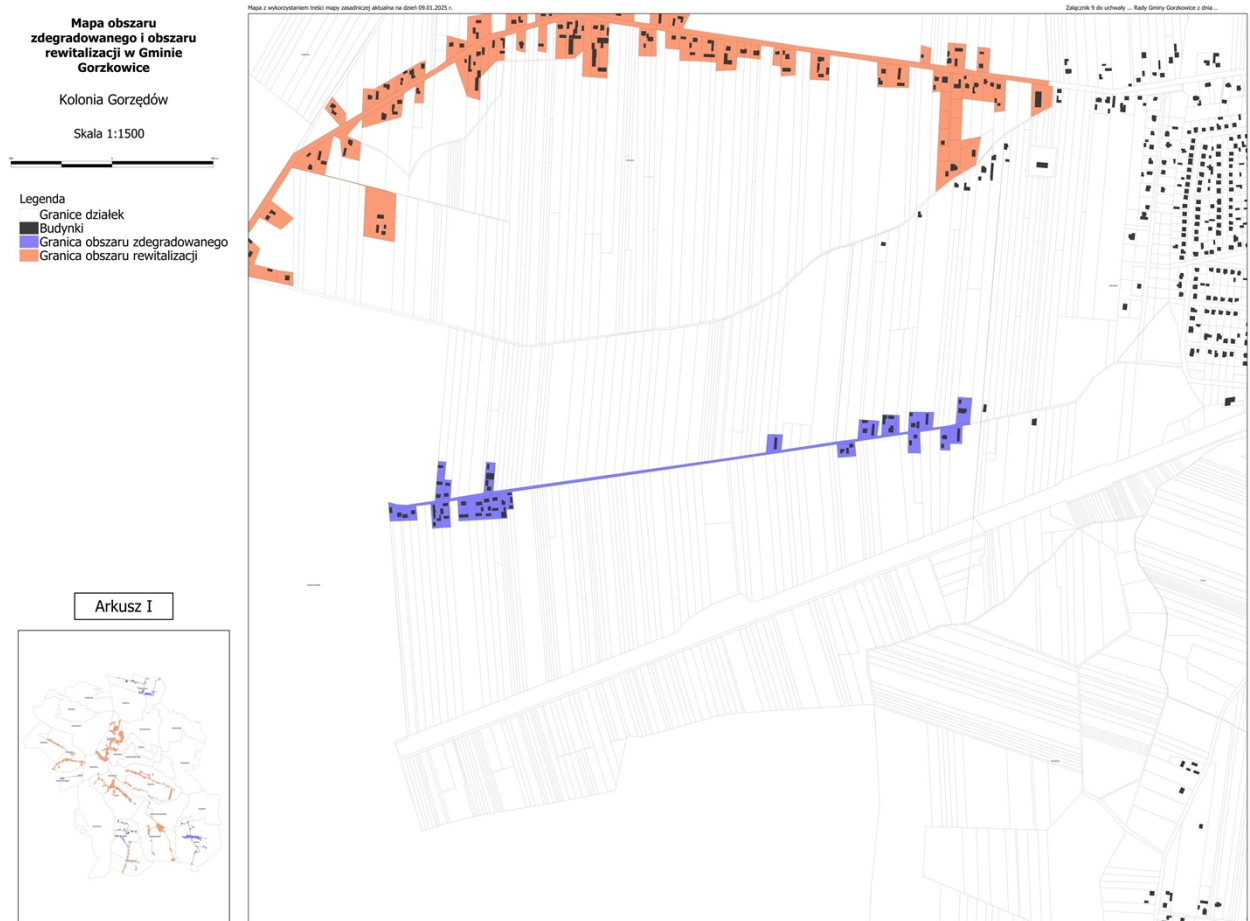 Mapa obszaru
zdegradowanego i obszaru
rewitalizacji w Gminie
Gorzkowice
Kolonia Gorzędów
Skala 1:1500
Legenda
Granice działek
Budynki
Granica obszaru zdegradowanego
Granica obszaru rewitalizacji
Arkusz I
Mapa z wykorzystaniem treści mapy zasadniczej aktualna na dzień 09.01.2025 r.
Załącznik 9 do uchwały ... Rady Gminy Gorzkowice z dnia ..